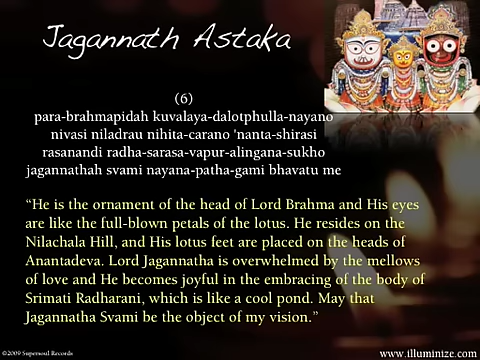 Jagannath Astaka
(6)
para-brahmapidah kuvalaya-dalotphulla-nayano
nivasi niladrau nihita-carano 'nanta-shirasi
rasanandi radha-sarasa-vapur-alingana-sukho
jagannathah svami nayana-patha-gami bhavatu me
“He is the ornament of the head of Lord Brahma and His eyes
are like the full-blown petals of the lotus. He resides on the
Nilachala Hill, and His lotus feet are placed on the heads of
Anantadeva. Lord Jagannatha is overwhelmed by the mellows
of love and He becomes joyful in the embracing of the body of
Srimati Radharani, which is like a cool pond. May that
Jagannatha Svami be the object of my vision.”
©2009 Supersoul Records
www.illuminize.com